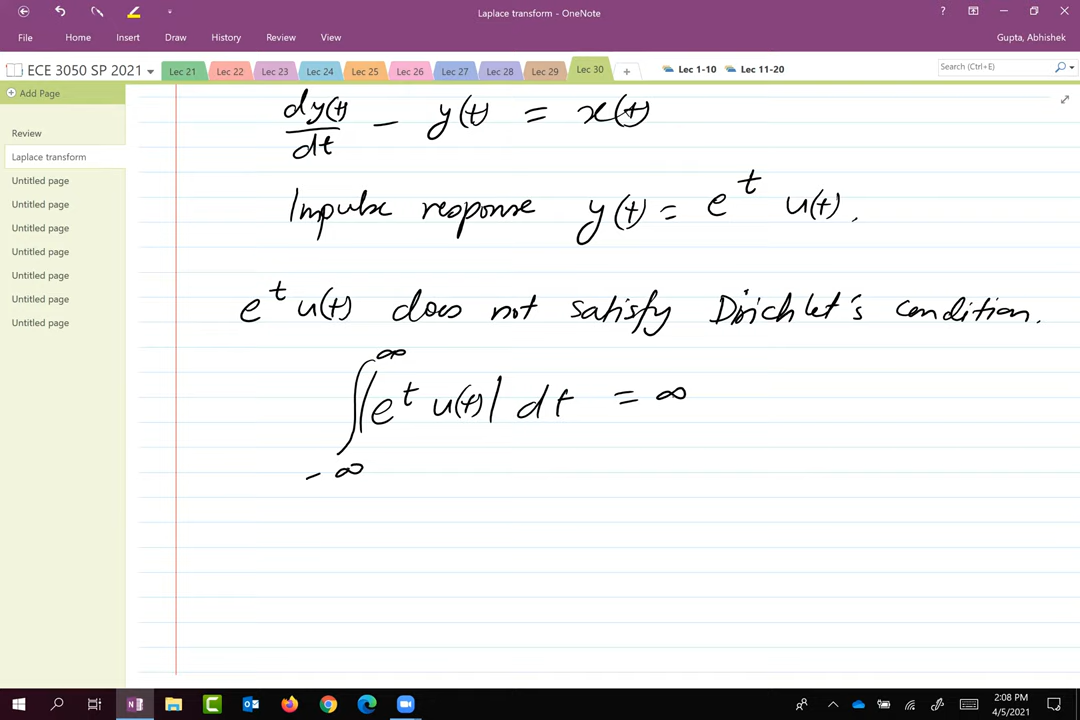 Laplace transform - OneNote
?
File Home Insert Draw History Review View
Gupta, Abhishek
ECE 3050 SP 2021
Lec 21 Lec 22 Lec 23 Lec 24 Lec 25 Lec 26 Lec 27 Lec 28 Lec 29 Lec 30 + Lec 1-10 Lec 11-20
Search (Ctrl+E)
Add Page
Review
Laplace transform
Untitled page
Untitled page
Untitled page
Untitled page
Untitled page
Untitled page
Untitled page
dy(t)/dt - y(t) = x(t)
Impulse response y(t) = e^t u(t).
e^t u(t) does not satisfy Dirichlet's condition.
∫_{-∞}^{∞} |e^t u(t)| dt = ∞
2:08 PM
4/5/2021